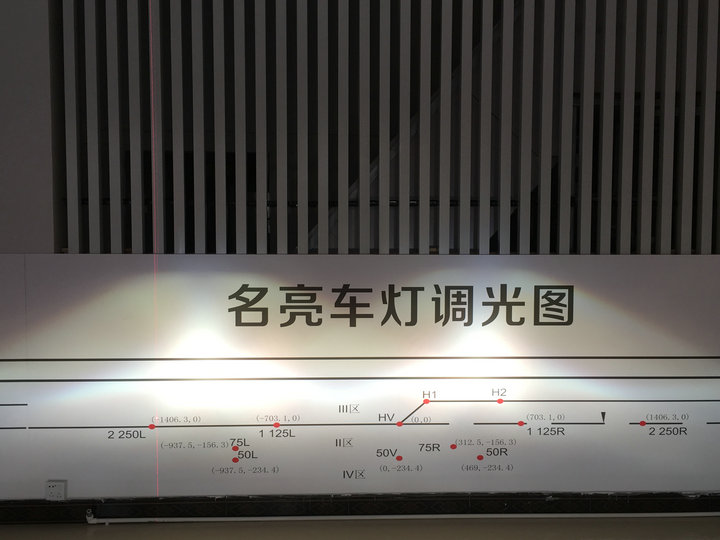 名亮车灯调光图
H1
H2
III区
HV
(0,0)
(-1406.3,0)
(-703.1,0)
(703.1,0)
(1406.3,0)
2 250L
1 125L
1 125R
2 250R
II区
(-937.5,-156.3)
75L
50L
(-937.5,-234.4)
50V
(0,-234.4)
75R
(312.5,-156.3)
50R
(469,-234.4)
IV区